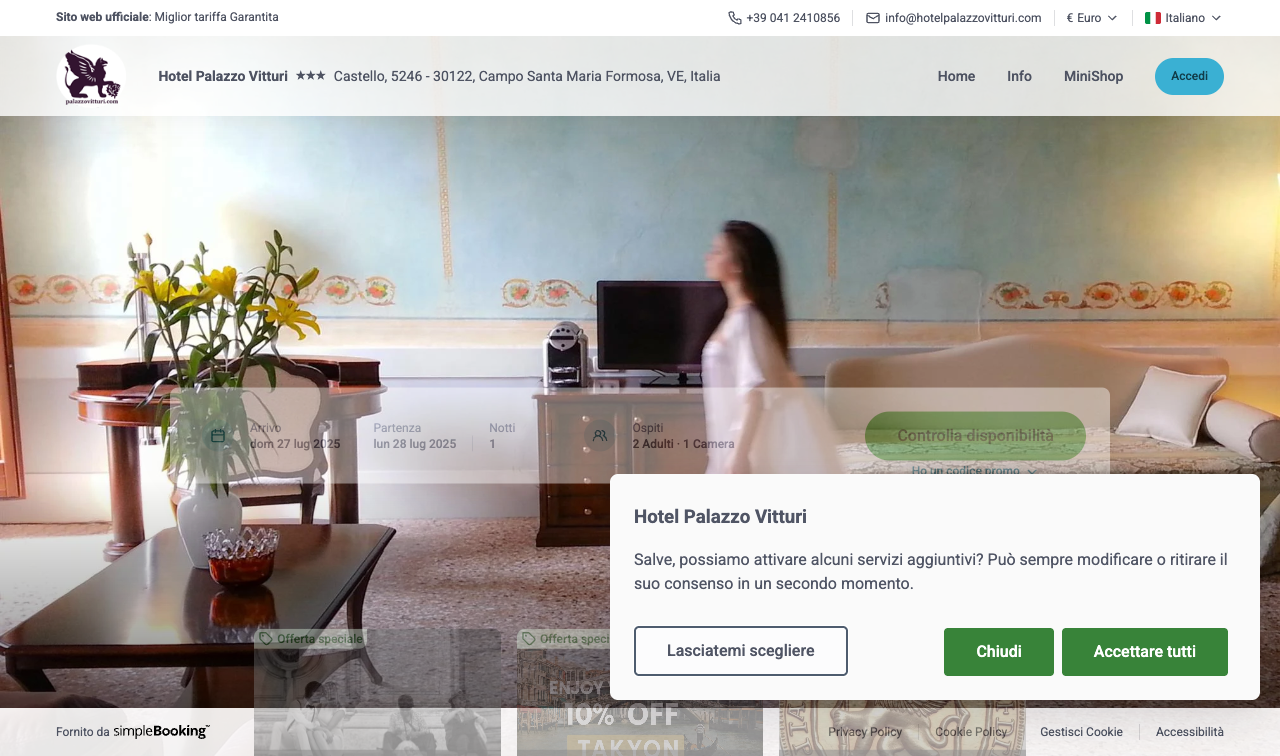 Sito web ufficiale: Miglior tariffa Garantita
+39 041 2410856
info@hotelpalazzovitturi.com
€ Euro
Italiano
palazzovitturi.com
Hotel Palazzo Vitturi ★★★ Castello, 5246 - 30122, Campo Santa Maria Formosa, VE, Italia
Home
Info
MiniShop
Accedi
Arrivo
dom 27 lug 2025
Partenza
lun 28 lug 2025
Notti
1
Ospiti
2 Adulti · 1 Camera
Controlla disponibilità
Ho un codice promo
Hotel Palazzo Vitturi
Salve, possiamo attivare alcuni servizi aggiuntivi? Può sempre modificare o ritirare il
suo consenso in un secondo momento.
Lasciatemi scegliere
Chiudi
Accettare tutti
Offerta speciale
Offerta speci
ENJOY
10% OFF
TAKYON
Fornito da simpleBooking
Privacy Policy
Cookie Policy
Gestisci Cookie
Accessibilità